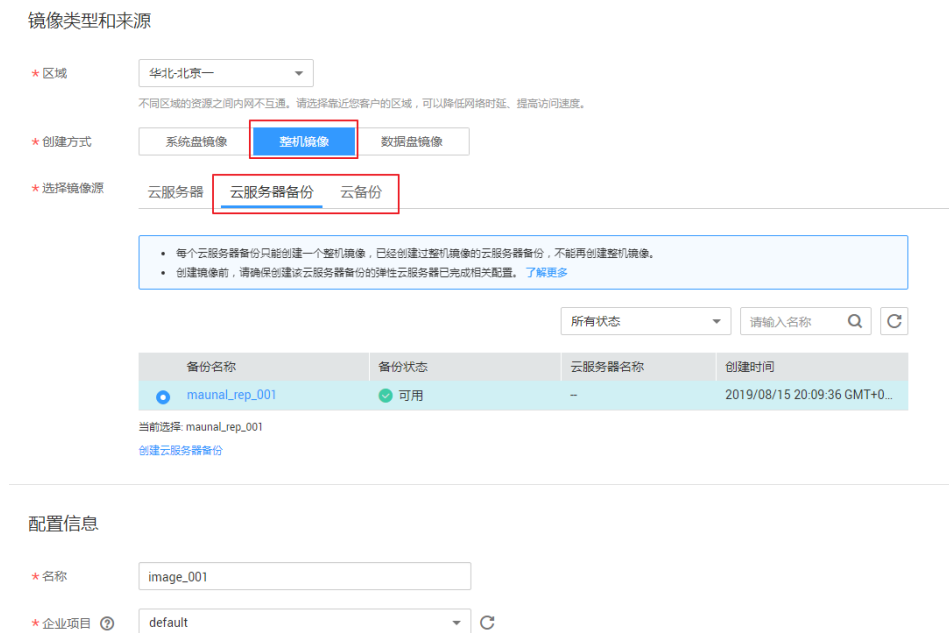 镜像类型和来源
* 区域 华北-北京一
不同区域的资源之间内网不互通。请选择靠近您客户的区域，可以降低网络时延、提高访问速度。
* 创建方式 系统盘镜像 整机镜像 数据盘镜像
* 选择镜像源 云服务器 云服务器备份 云备份
• 每个云服务器备份只能创建一个整机镜像，已经创建过整机镜像的云服务器备份，不能再创建整机镜像。
• 创建镜像前，请确保创建该云服务器备份的弹性云服务器已完成相关配置。 了解更多
所有状态 请输入名称
备份名称 备份状态 云服务器名称 创建时间
maunal_rep_001 可用 -- 2019/08/15 20:09:36 GMT+0...
当前选择: maunal_rep_001
创建云服务器备份
配置信息
* 名称 image_001
* 企业项目 ? default